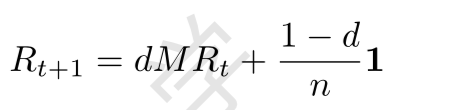 R_{t+1} = dMR_t + \frac{1-d}{n}\mathbf{1}